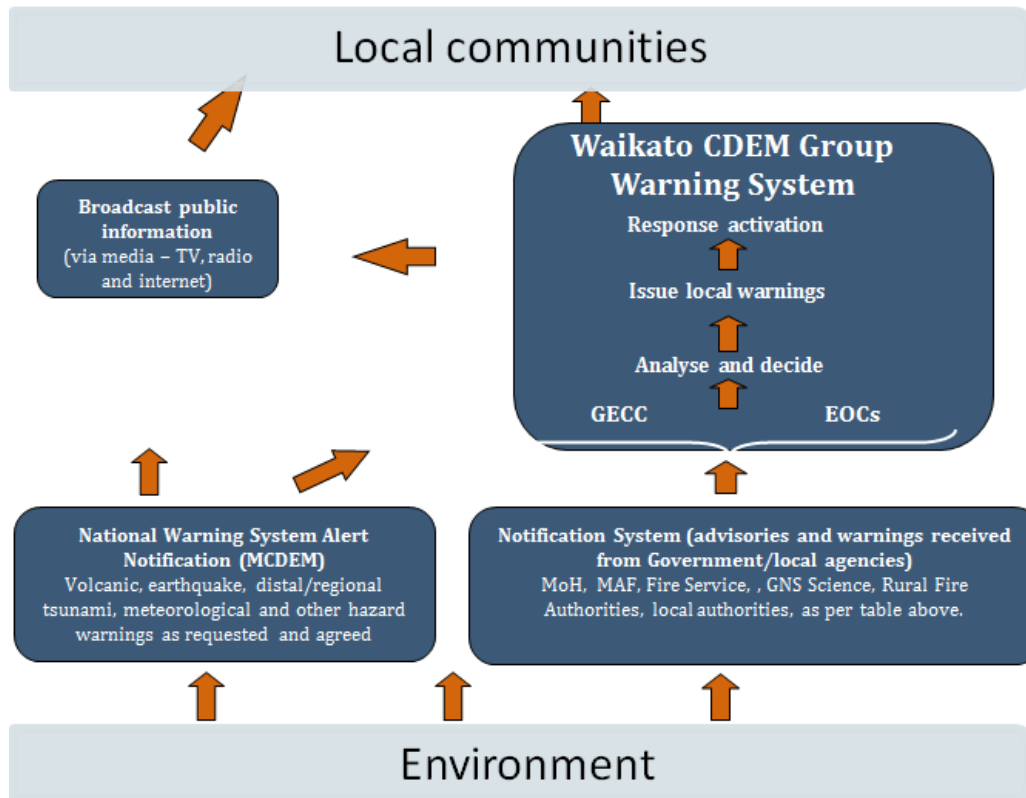 Local communities
Waikato CDEM Group
Warning System
Response activation
Issue local warnings
Analyse and decide
GECC EOCs
Broadcast public
information
(via media – TV, radio
and internet)
National Warning System Alert
Notification (MCDEM)
Volcanic, earthquake, distal/regional
tsunami, meteorological and other hazard
warnings as requested and agreed
Notification System (advisories and warnings received
from Government/local agencies)
MoH, MAF, Fire Service, , GNS Science, Rural Fire
Authorities, local authorities, as per table above.
Environment